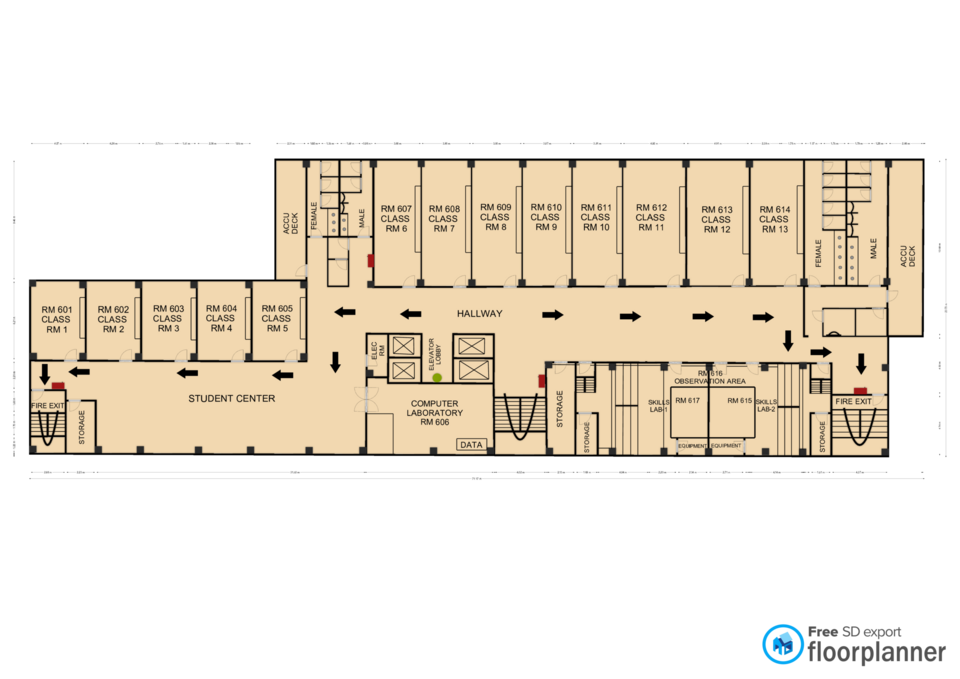 ACCU
DECK
FEMALE
MALE
RM 607
CLASS
RM 6
RM 608
CLASS
RM 7
RM 609
CLASS
RM 8
RM 610
CLASS
RM 9
RM 611
CLASS
RM 10
RM 612
CLASS
RM 11
RM 613
CLASS
RM 12
RM 614
CLASS
RM 13
FEMALE
MALE
ACCU
DECK
RM 601
CLASS
RM 1
RM 602
CLASS
RM 2
RM 603
CLASS
RM 3
RM 604
CLASS
RM 4
RM 605
CLASS
RM 5
HALLWAY
ELEC
RM
ELEVATOR
LOBBY
STUDENT CENTER
FIRE EXIT
STORAGE
COMPUTER
LABORATORY
RM 606
DATA
STORAGE
STORAGE
RM 616
OBSERVATION AREA
SKILLS
LAB-1
RM 617
RM 615
SKILLS
LAB-2
EQUIPMENT
EQUIPMENT
STORAGE
FIRE EXIT
Free SD export
floorplanner